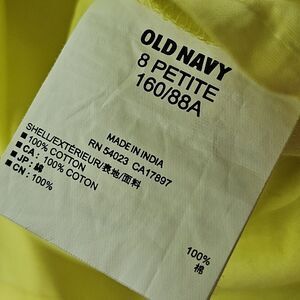 OLD NAVY
8 PETITE
160/88A
MADE IN INDIA
RN 54023 CA17897
SHELL/EXTÉRIEUR/表地/面料
■ 100% COTTON
■ CA: 100% COTON
■ JP: 綿
■ CN: 100%
100%
棉